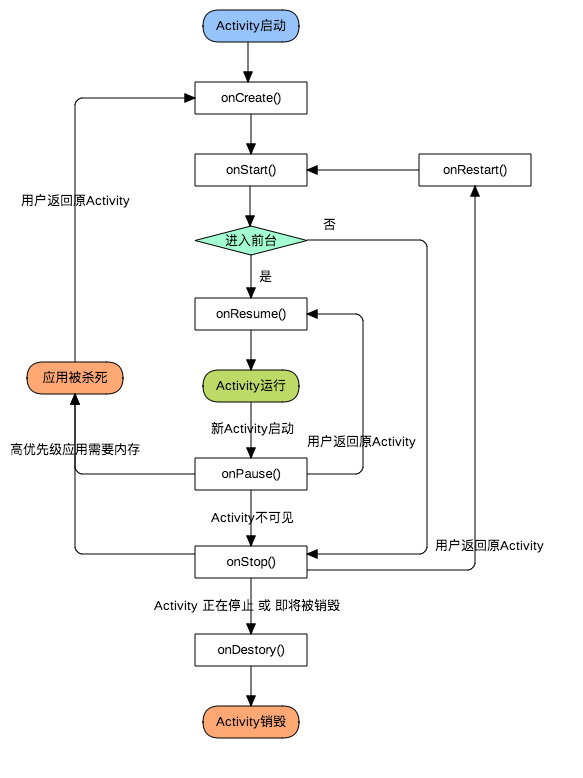 Activity启动
onCreate()
onStart()
onRestart()
用户返回原Activity
否
进入前台
是
onResume()
应用被杀死
Activity运行
新Activity启动
用户返回原Activity
高优先级应用需要内存
onPause()
Activity不可见
用户返回原Activity
onStop()
Activity 正在停止 或 即将被销毁
onDestory()
Activity销毁